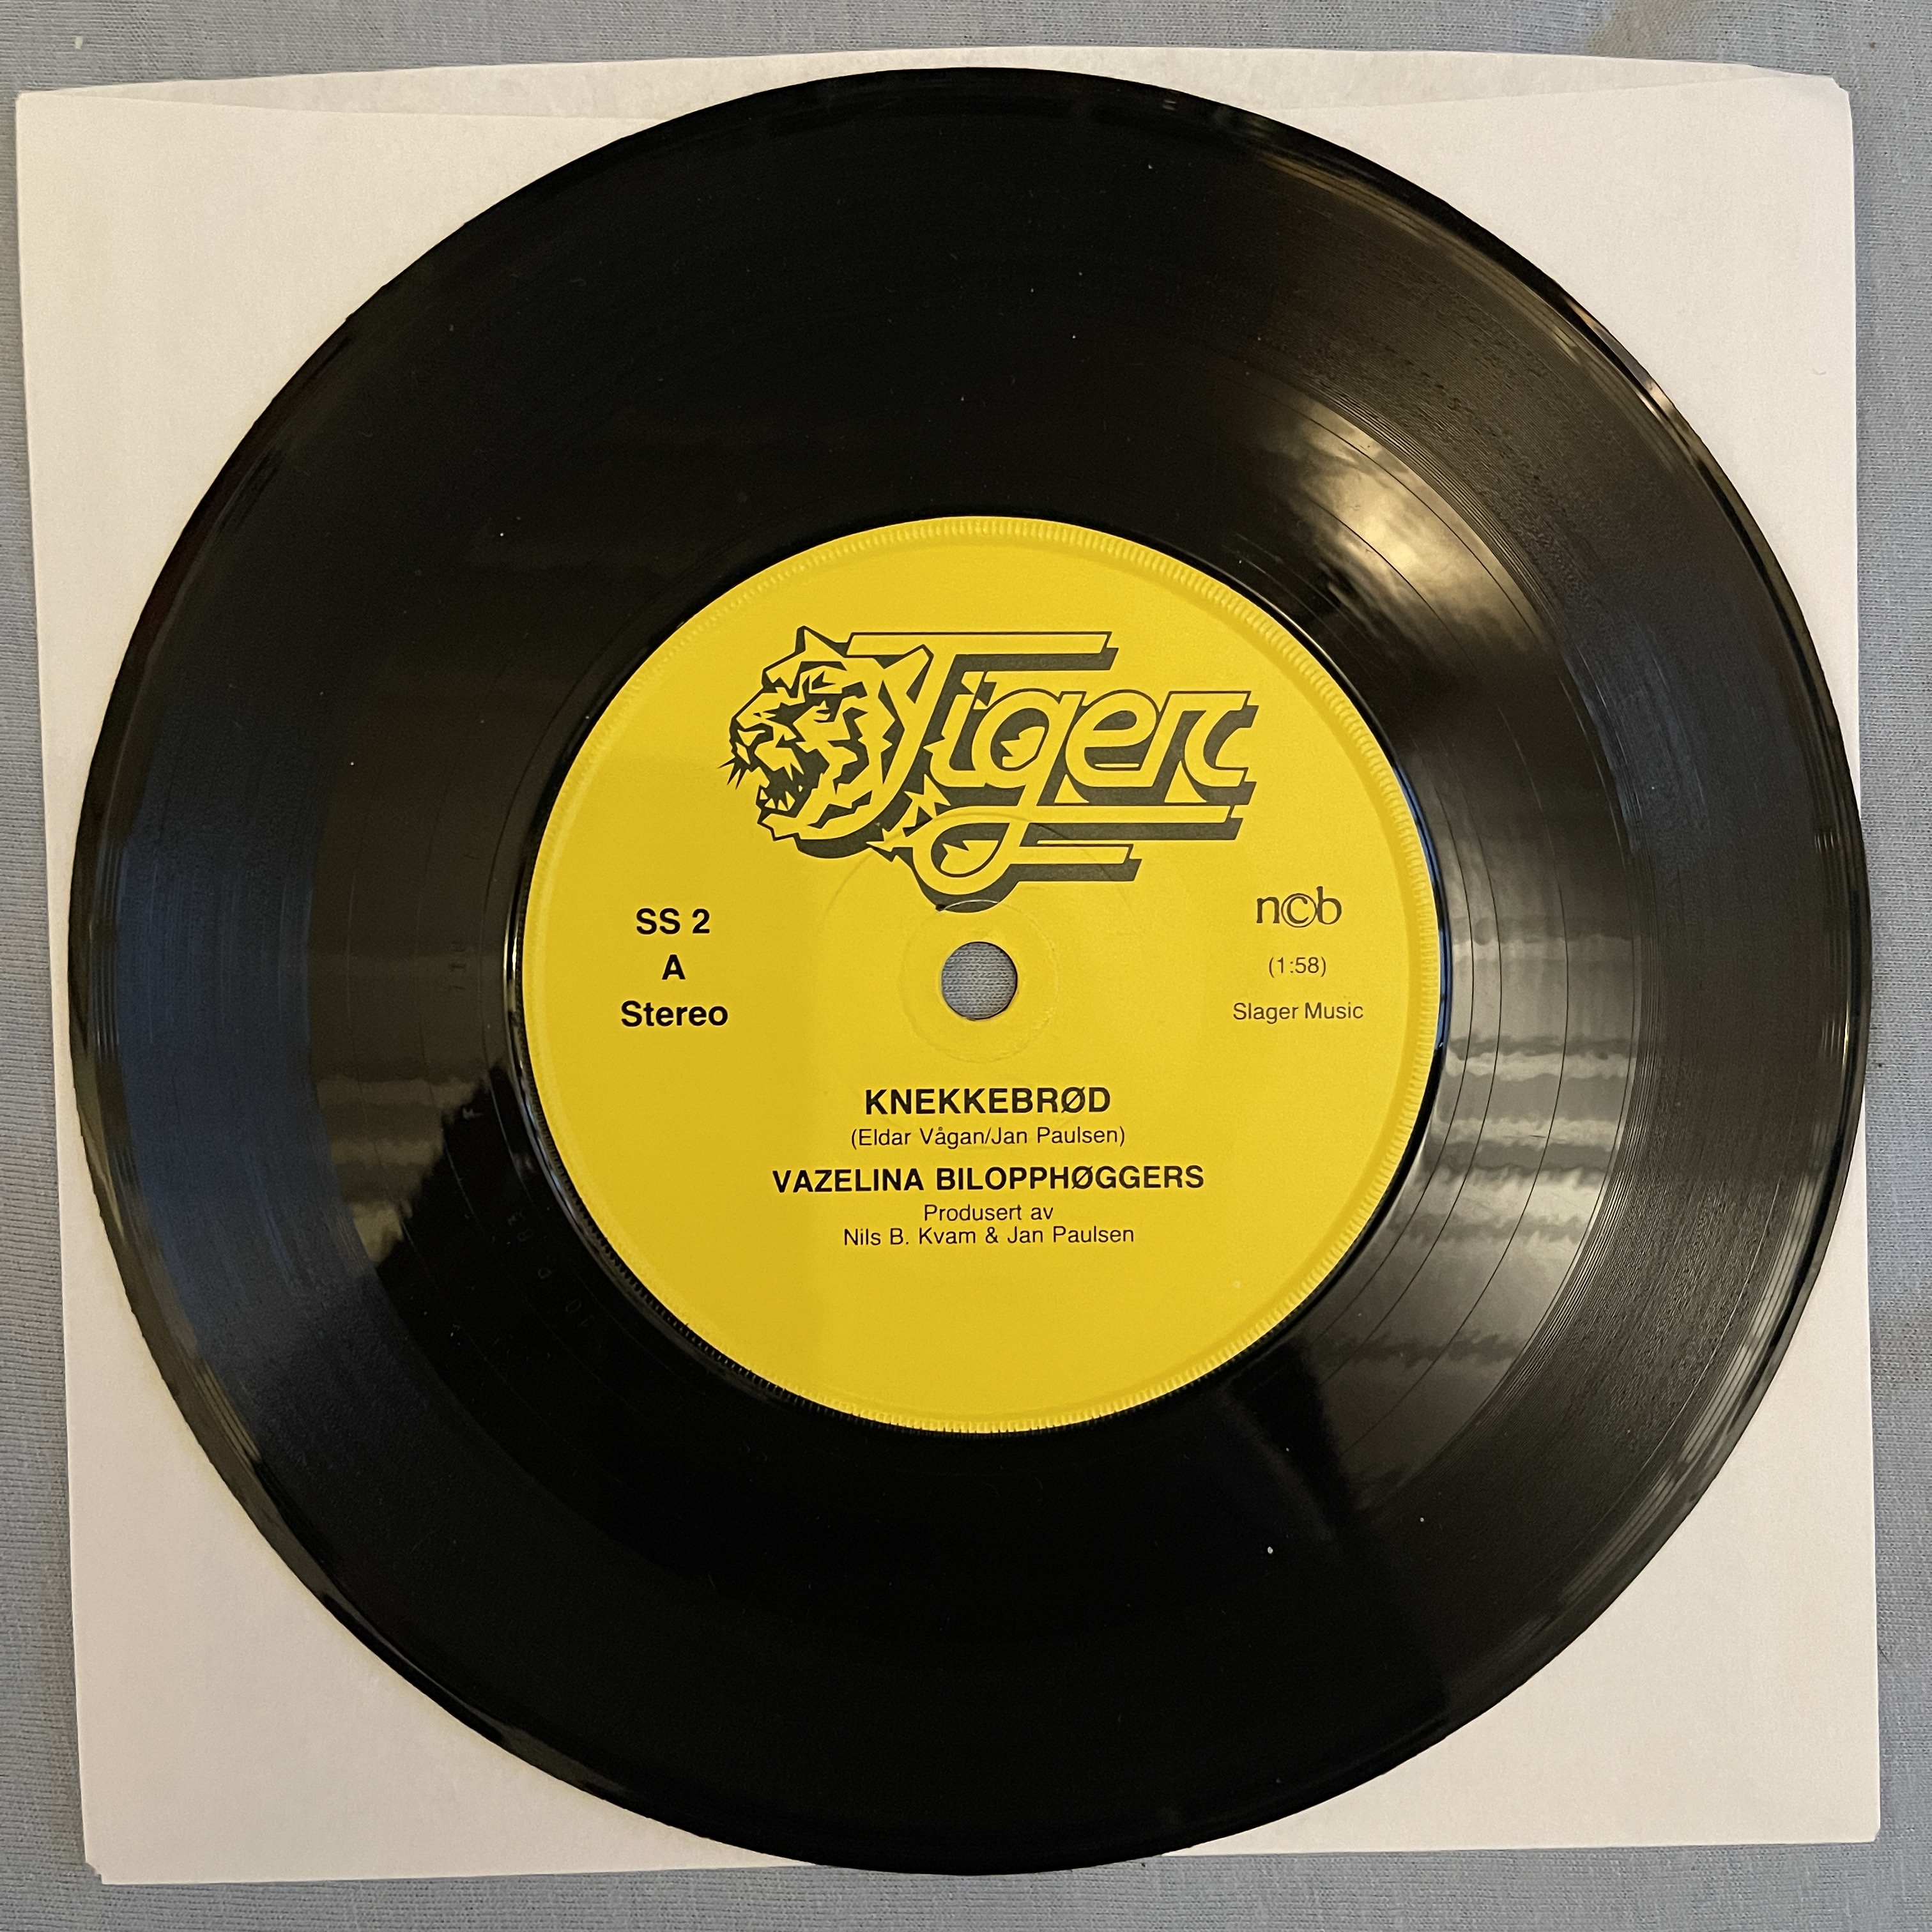 Tiger
SS 2
A
Stereo
n©b
(1:58)
Slager Music
KNEKKEBRØD
(Eldar Vågan/Jan Paulsen)
VAZELINA BILOPPHØGGERS
Produsert av
Nils B. Kvam & Jan Paulsen